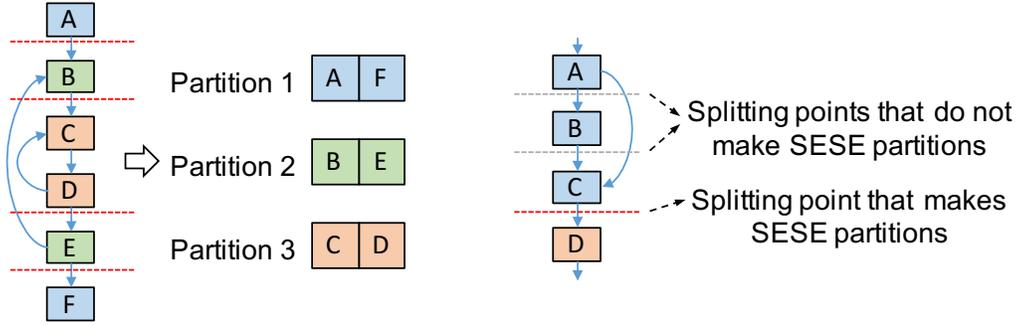 A
B
C
D
E
F
Partition 1
A F
Partition 2
B E
Partition 3
C D
A
B
C
D
Splitting points that do not
make SESE partitions
Splitting point that makes
SESE partitions